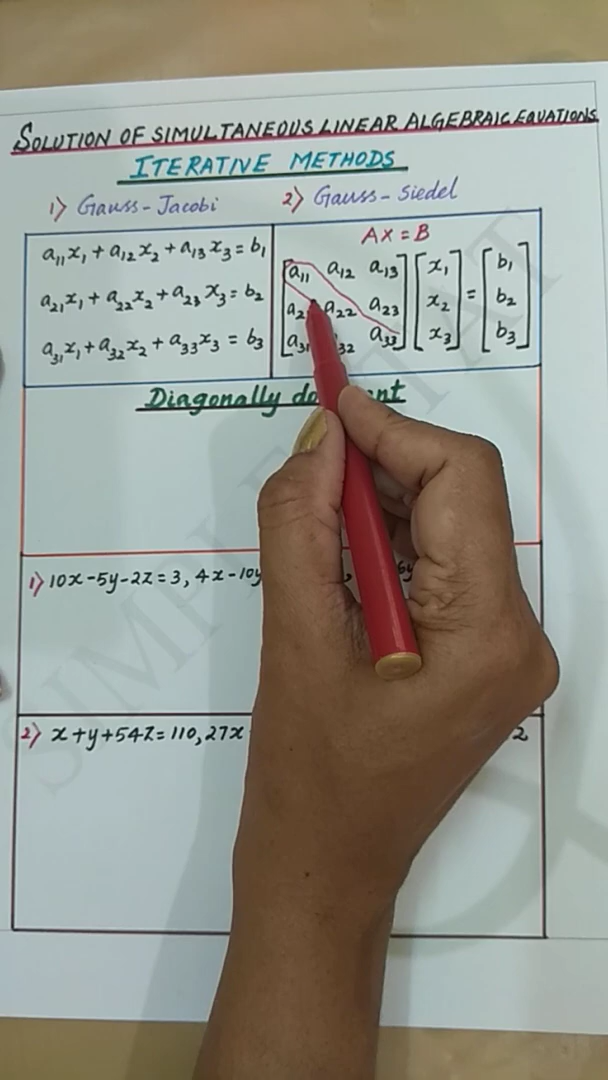 SOLUTION OF SIMULTANEOUS LINEAR ALGEBRAIC EQUATIONS
ITERATIVE METHODS
1) Gauss-Jacobi 2) Gauss-Siedel
AX = B
a₁₁x₁ + a₁₂x₂ + a₁₃x₃ = b₁
a₂₁x₁ + a₂₂x₂ + a₂₃x₃ = b₂
a₃₁x₁ + a₃₂x₂ + a₃₃x₃ = b₃
a₁₁ a₁₂ a₁₃ x₁ = b₁
a₂₂ a₂₃ x₂ b₂
a₃₁ a₃₃ x₃ b₃
Diagonally
1) 10x-5y-2z=3, 4x-10y
2) x+y+54z=110, 27x 2